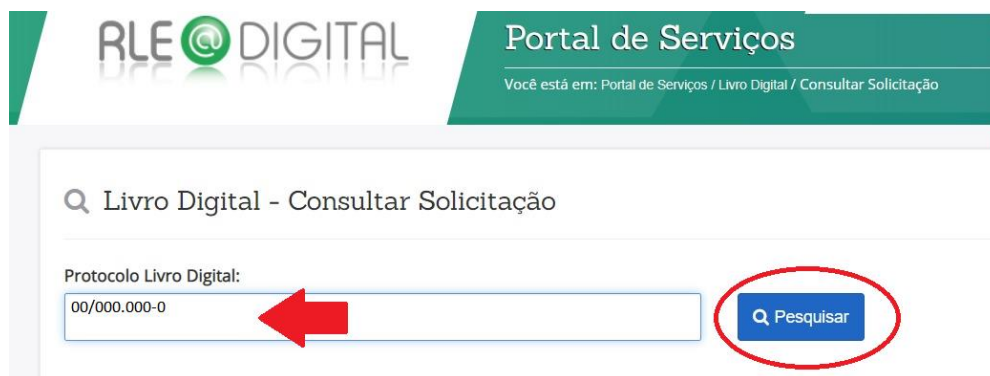 RLE@DIGITAL
Portal de Serviços
Você está em: Portal de Serviços / Livro Digital / Consultar Solicitação
Livro Digital - Consultar Solicitação
Protocolo Livro Digital:
00/000.000-0
Pesquisar